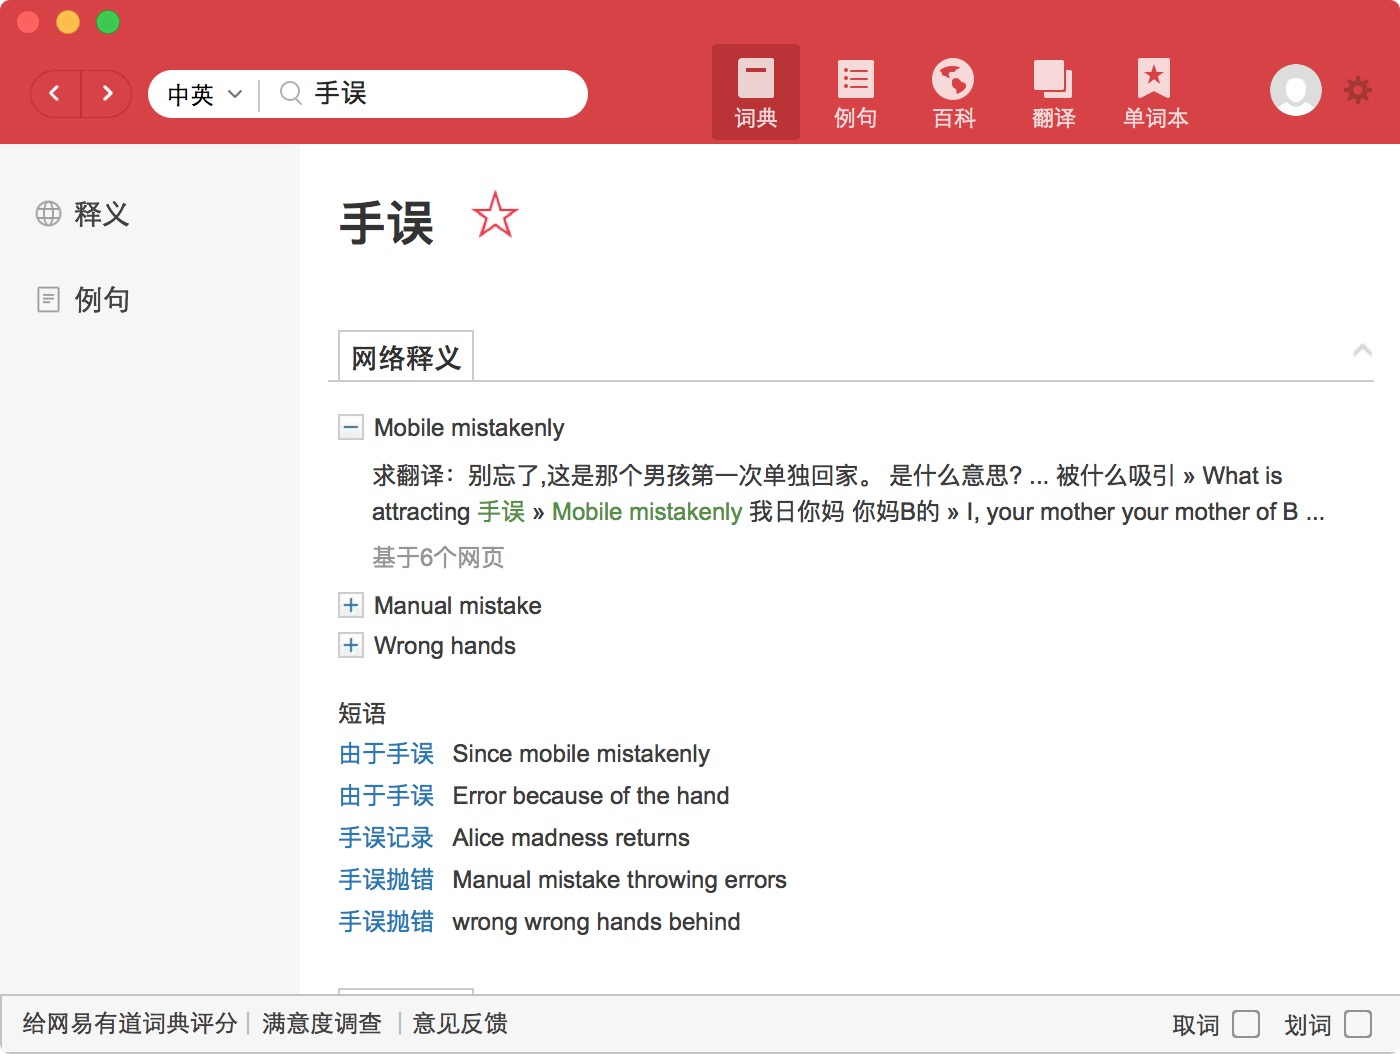 中英 手误
词典 例句 百科 翻译 单词本
释义
例句
手误
网络释义
Mobile mistakenly
求翻译：别忘了,这是那个男孩第一次单独回家。 是什么意思? ... 被什么吸引 » What is
attracting 手误 » Mobile mistakenly 我日你妈 你妈B的 » I, your mother your mother of B ...
基于6个网页
Manual mistake
Wrong hands
短语
由于手误 Since mobile mistakenly
由于手误 Error because of the hand
手误记录 Alice madness returns
手误抛错 Manual mistake throwing errors
手误抛错 wrong wrong hands behind
给网易有道词典评分 | 满意度调查 | 意见反馈 取词 划词